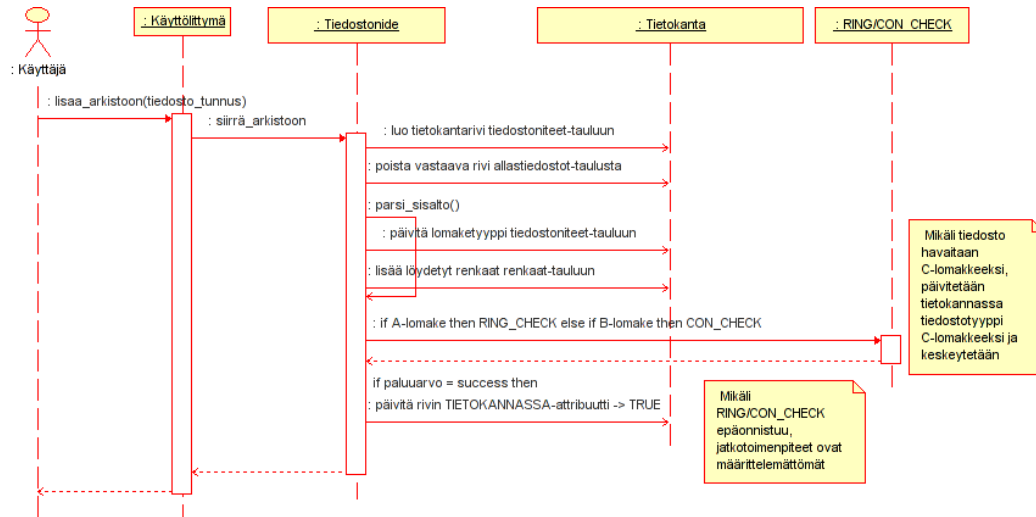 : Käyttölittymä
: Tiedostonide
: Tietokanta
: RING/CON_CHECK
: Käyttäjä
: lisaa_arkistoon(tiedosto_tunnus)
: siirrä_arkistoon
: luo tietokantarivi tiedostoniteet-tauluun
: poista vastaava rivi allastiedostot-taulusta
: parsi_sisalto()
: päivitä lomaketyyppi tiedostoniteet-tauluun
: lisää löydetyt renkaat renkaat-tauluun
: if A-lomake then RING_CHECK else if B-lomake then CON_CHECK
if paluuarvo = success then
: päivitä rivin TIETOKANNASSA-attribuutti -> TRUE
Mikäli tiedosto
havaitaan
C-lomakkeeksi,
päivitetään
tietokannassa
tiedostotyyppi
C-lomakkeeksi ja
keskeytetään
Mikäli
RING/CON_CHECK
epäonnistuu,
jatkotoimenpiteet ovat
määrittelemättömät